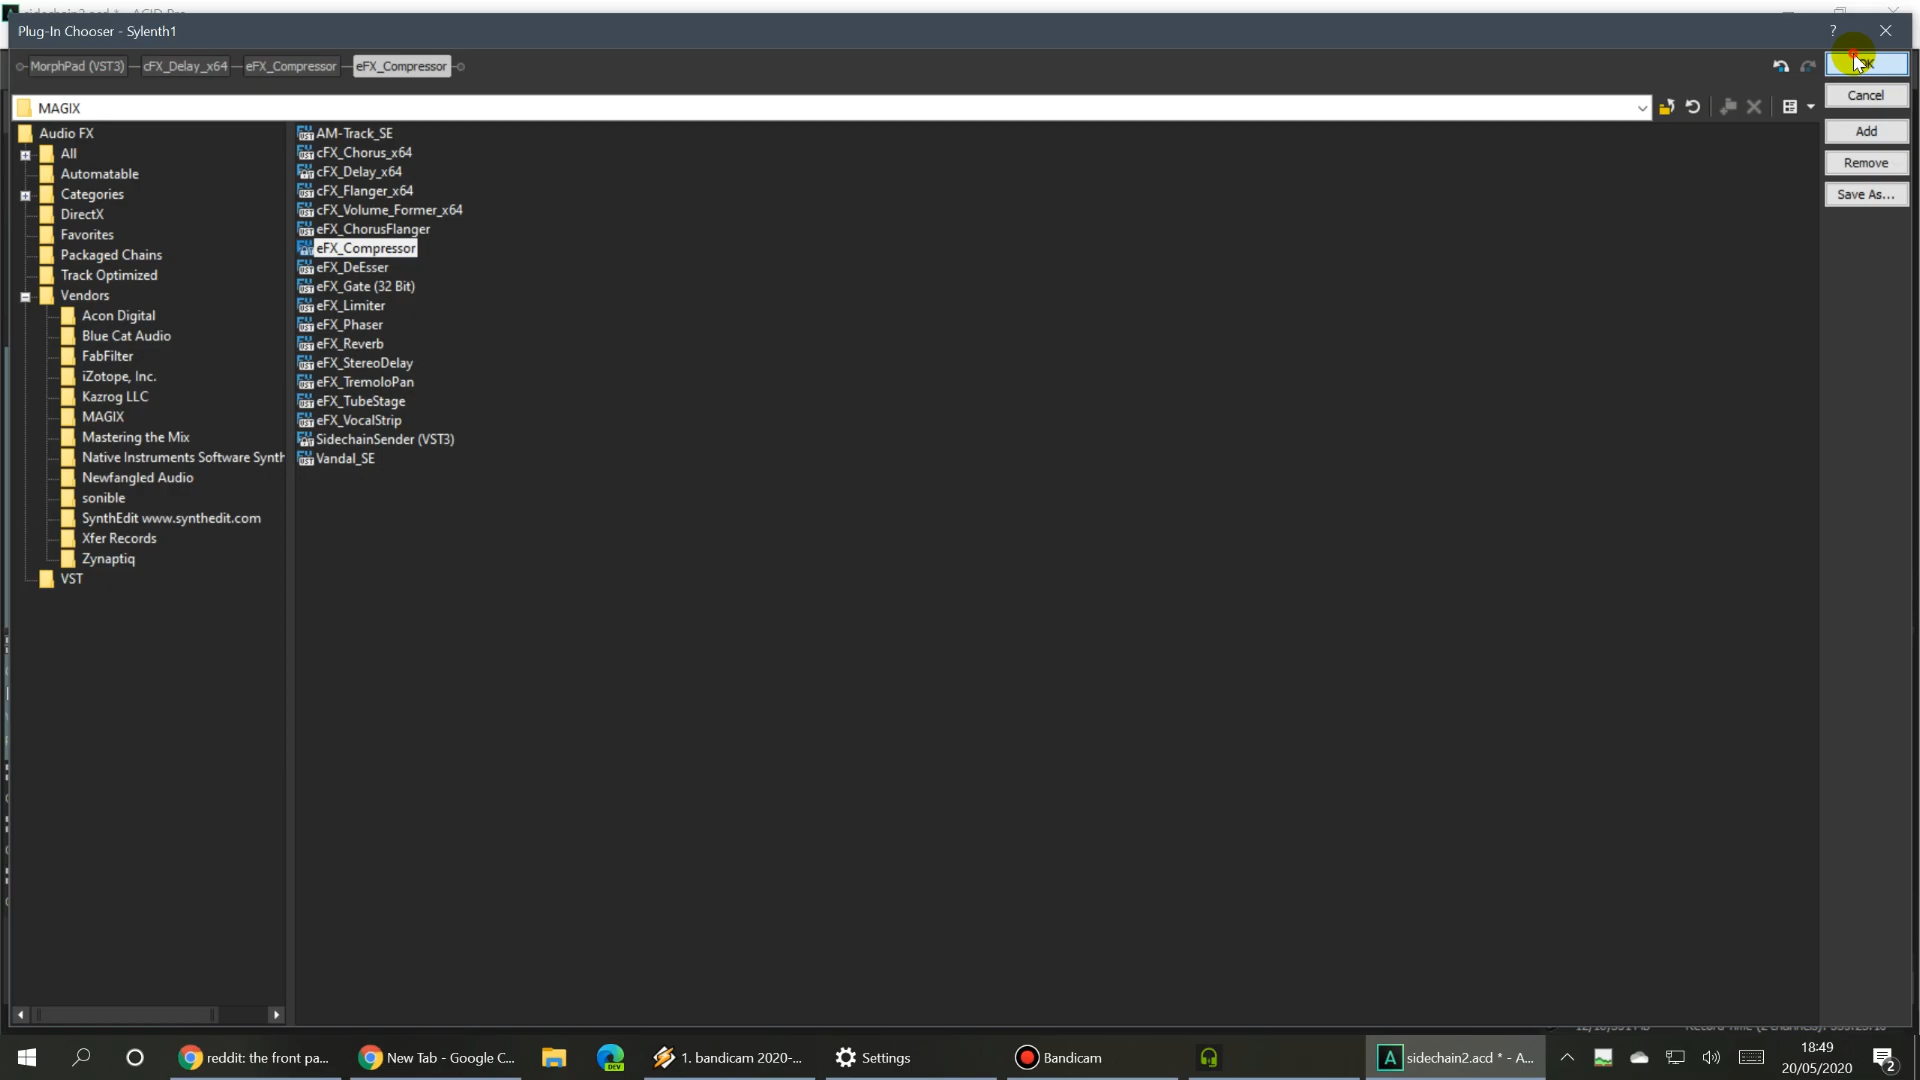 Plug-In Chooser - Sylenth1
MorphPad (VST3) cFX_Delay_x64 eFX_Compressor eFX_Compressor
OK
MAGIX
Cancel
Add
Remove
Save As...
Audio FX
All
Automatable
Categories
DirectX
Favorites
Packaged Chains
Track Optimized
Vendors
Acon Digital
Blue Cat Audio
FabFilter
iZotope, Inc.
Kazrog LLC
MAGIX
Mastering the Mix
Native Instruments Software Synth
Newfangled Audio
sonible
SynthEdit www.synthedit.com
Xfer Records
Zynaptiq
VST
AM-Track_SE
cFX_Chorus_x64
cFX_Delay_x64
cFX_Flanger_x64
cFX_Volume_Former_x64
eFX_ChorusFlanger
eFX_Compressor
eFX_DeEsser
eFX_Gate (32 Bit)
eFX_Limiter
eFX_Phaser
eFX_Reverb
eFX_StereoDelay
eFX_TremoloPan
eFX_TubeStage
eFX_VocalStrip
SidechainSender (VST3)
Vandal_SE
reddit: the front pa...
New Tab - Google C...
1. bandicam 2020-...
Settings
Bandicam
sidechain2.acd * - A...
18:49
20/05/2020
2